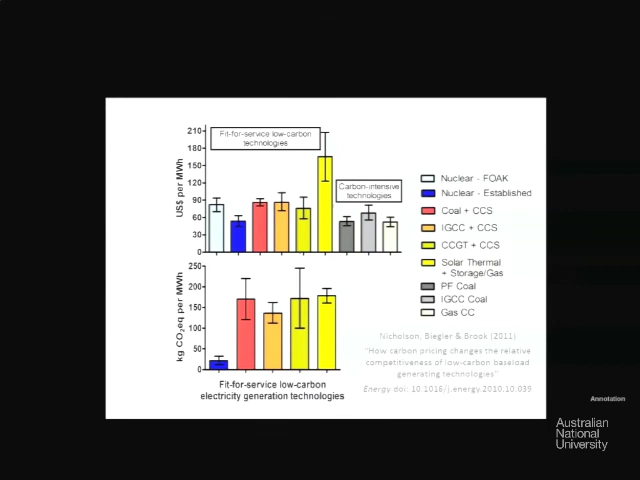 210
180
150
120
90
60
30
0
US$ per MWh
Fit-for-service low-carbon
technologies
Carbon-intensive
technologies
250
200
150
100
50
0
kg CO₂eq per MWh
Fit-for-service low-carbon
electricity generation technologies
Nuclear - FOAK
Nuclear - Established
Coal + CCS
IGCC + CCS
CCGT + CCS
Solar Thermal
+ Storage/Gas
PF Coal
IGCC Coal
Gas CC
Nicholson, Biegler & Brook (2011)
"How carbon pricing changes the relative
competitiveness of low-carbon baseload
generating technologies"
Energy doi: 10.1016/j.energy.2010.10.039
Annotation
Australian
National
University